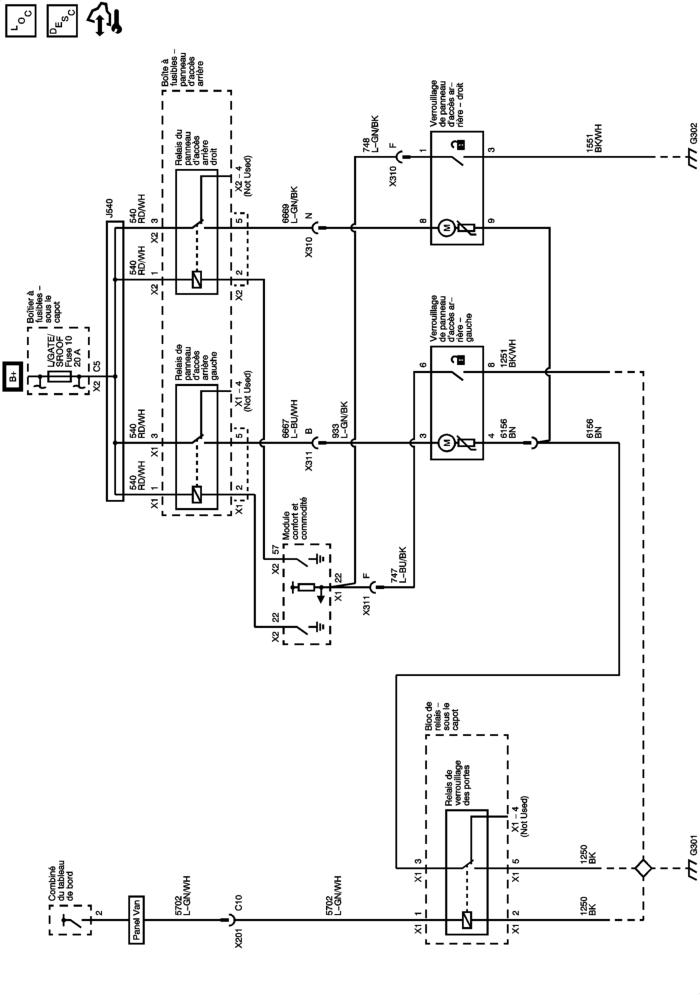 L O C
D E S C
B+
Boîtier à
fusibles –
sous le
capot
L/GATE/
SROOF
Fuse 10
20 A
X2 C5
J540
540
RD/WH
X1 1
540
RD/WH
X1 3
540
RD/WH
X2 1
540
RD/WH
X2 3
Boîte à
fusibles –
panneau
d'accès
arrière
Relais de
panneau
d'accès
arrière
gauche
X1 – 4
(Not Used)
X1 2
5
Relais du
panneau
d'accès
arrière
droit
X2 – 4
(Not Used)
X2 2
5
Module
confort et
commodité
X2 22
X2 57
X1 22
6667
L–BU/WH
X311 B
933
L–GN/BK
6669
L–GN/BK
X310 N
748
L–GN/BK
X310 F
X311 F
747
L–BU/BK
Verrouillage
de panneau
d'accès ar-
rière –
gauche
3
6
M
4
8
1251
BK/WH
6156
BN
6156
BN
Verrouillage
de panneau
d'accès ar-
rière – droit
8
1
M
9
3
1551
BK/WH
G302
Combiné
du tableau
de bord
2
Panel Van
5702
L–GN/WH
X201 C10
5702
L–GN/WH
Bloc de
relais –
sous le
capot
Relais de
verrouillage
des portes
X1 1
X1 3
X1 – 4
(Not Used)
X1 2
X1 5
1250
BK
1250
BK
G301